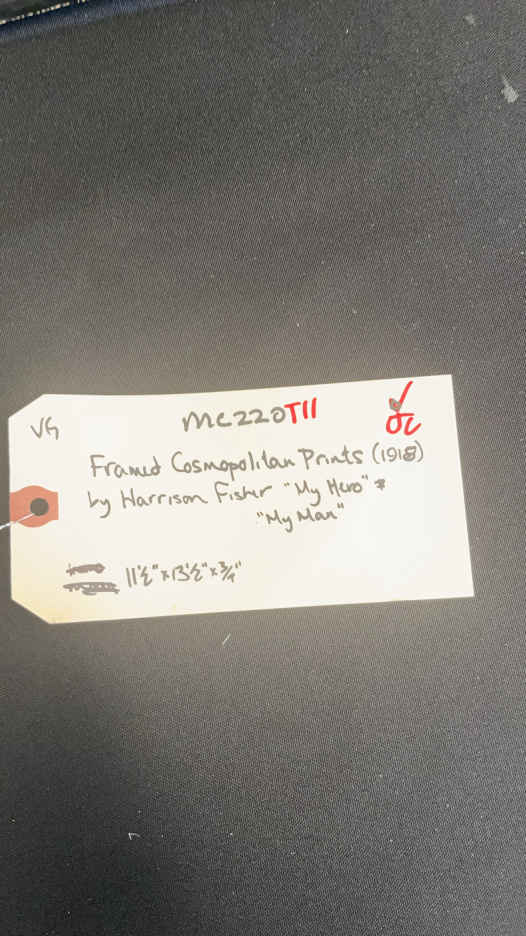 VG
MC220T11
Framed Cosmopolitan Prints (1918)
by Harrison Fisher "My Hero" &
"My Man"
11½" x 13½" x ¾"